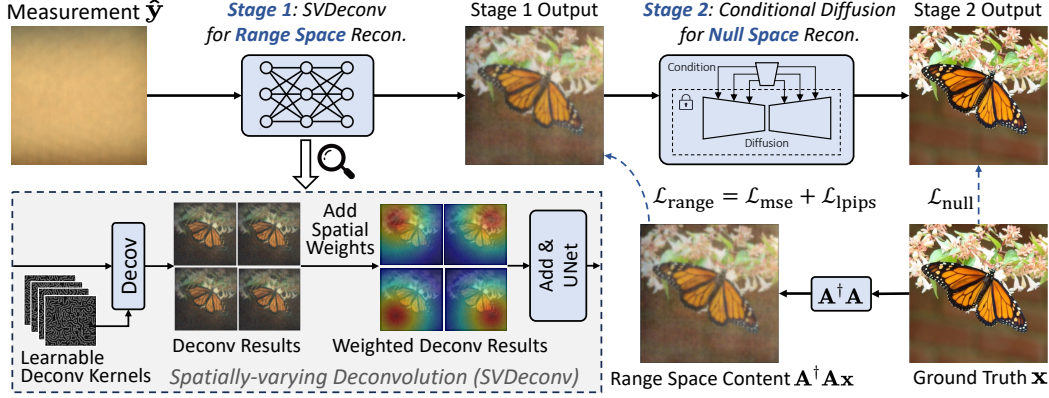 Measurement ŷ
Stage 1: SVDeconv
for Range Space Recon.
Stage 1 Output
Stage 2: Conditional Diffusion
for Null Space Recon.
Stage 2 Output
Condition
Diffusion
ℒrange = ℒmse + ℒlpips
ℒnull
Decov
Add
Spatial
Weights
Add &
UNet
A†A
Learnable
Deconv Kernels
Deconv Results
Weighted Deconv Results
Spatially-varying Deconvolution (SVDeconv)
Range Space Content A†Ax
Ground Truth x